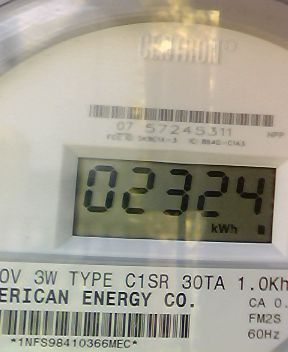 CENTRON
07 57245311
NPP
02324
kWh
0V 3W TYPE C1SR 30TA 1.0Kh
ERICAN ENERGY CO.
CA 0.
FM2S
60Hz
*1NFS98410366MEC*